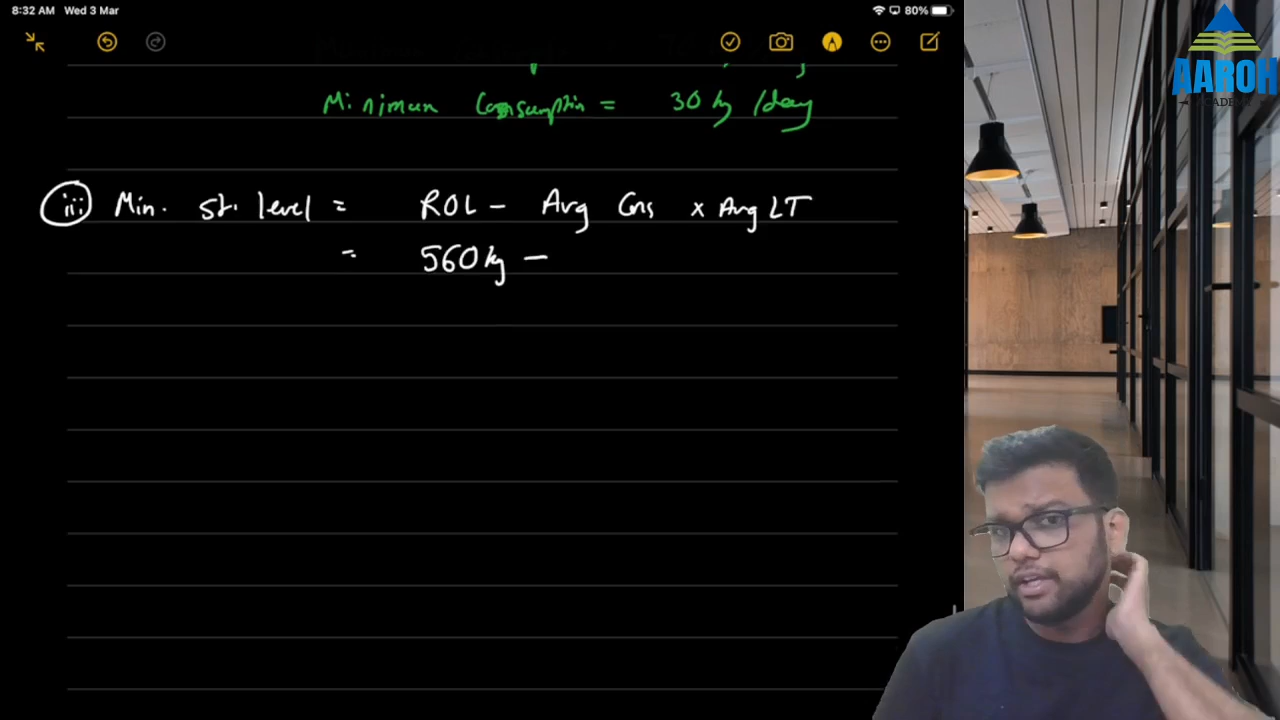 8:32 AM Wed 3 Mar
80%
AAROH
Minimum Consumption = 30 kg /day
iii Min. St. level = ROL - Avg Cons x Avg LT
= 560 kg -